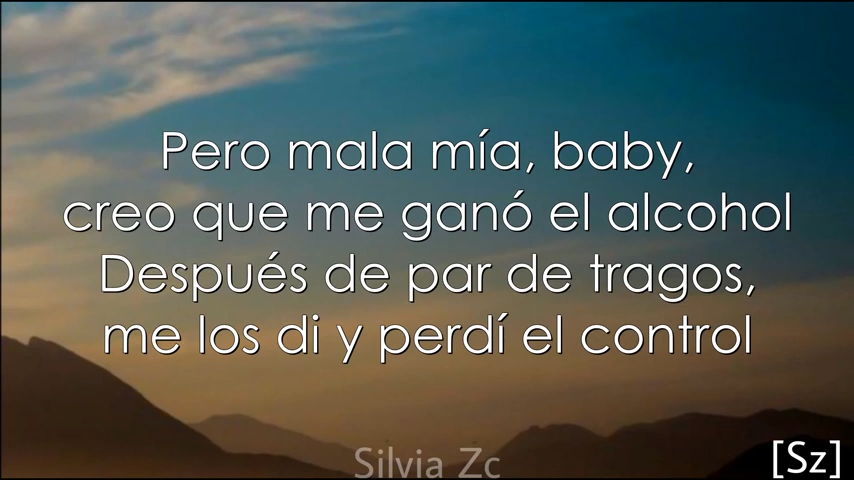 Pero mala mía, baby,
creo que me ganó el alcohol
Después de par de tragos,
me los di y perdí el control
Silvia Zc
[Sz]